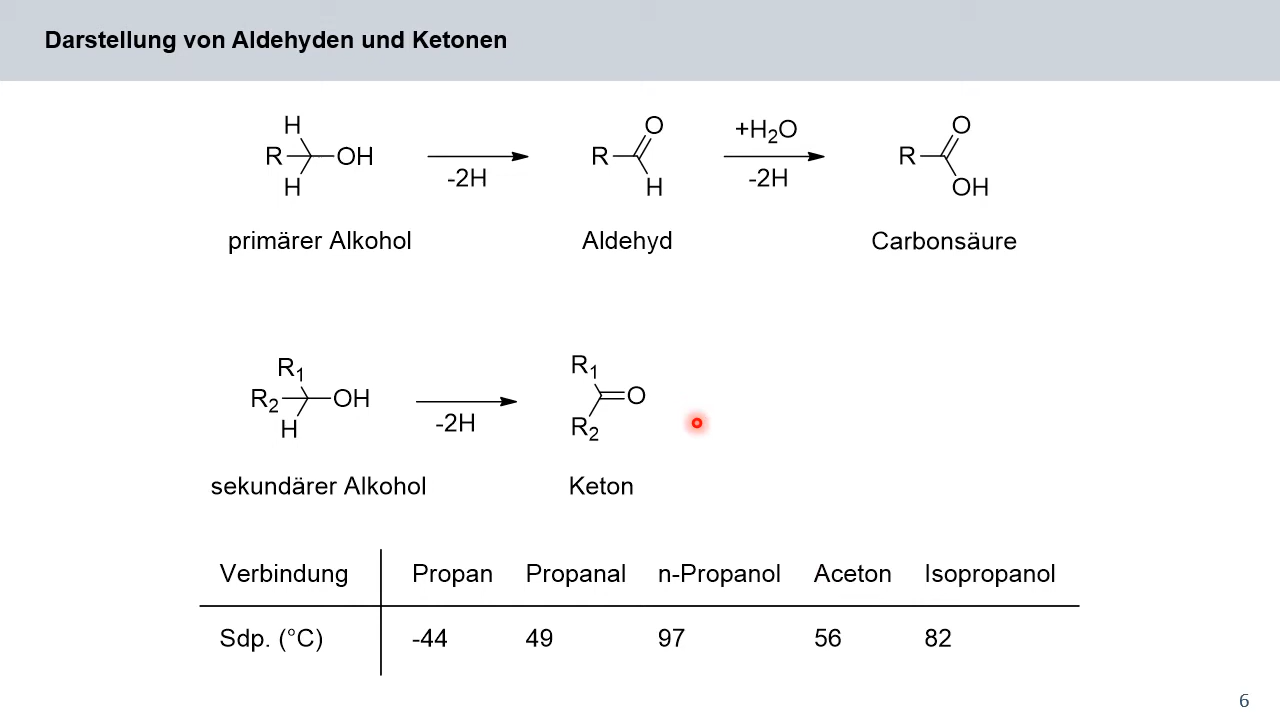 Darstellung von Aldehyden und Ketonen
H
R
OH
H
-2H
O
R
H
+H₂O
-2H
O
R
OH
primärer Alkohol
Aldehyd
Carbonsäure
R₁
R₂
OH
H
-2H
R₁
O
R₂
sekundärer Alkohol
Keton
Verbindung Propan Propanal n-Propanol Aceton Isopropanol
Sdp. (°C) -44 49 97 56 82
6